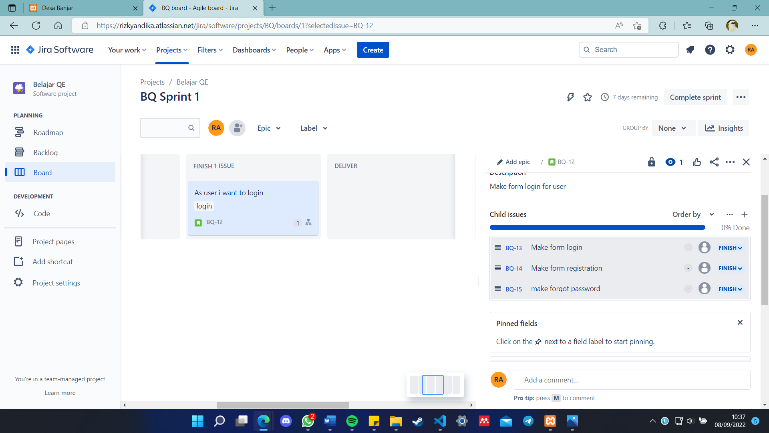 Desa Banjar
BQ board - Agile board - Jira
https://rizkyandika.atlassian.net/jira/software/projects/BQ/boards/1?selectedIssue=BQ-12
Jira Software
Your work
Projects
Filters
Dashboards
People
Apps
Create
Search
RA
Belajar QE
Software project
PLANNING
Roadmap
Backlog
Board
DEVELOPMENT
Code
Project pages
Add shortcut
Project settings
You're in a team-managed project
Learn more
Projects / Belajar QE
BQ Sprint 1
7 days remaining
Complete sprint
RA
Epic
Label
GROUP BY
None
Insights
FINISH 1 ISSUE
DELIVER
As user i want to login
login
BQ-12
Add epic / BQ-12
1
Description
Make form login for user
Child issues
Order by
0% Done
BQ-13 Make form login FINISH
BQ-14 Make form registration FINISH
BQ-15 make forgot password FINISH
Pinned fields
Click on the next to a field label to start pinning.
RA
Add a comment...
Pro tip: press M to comment
2
10:37
08/09/2022